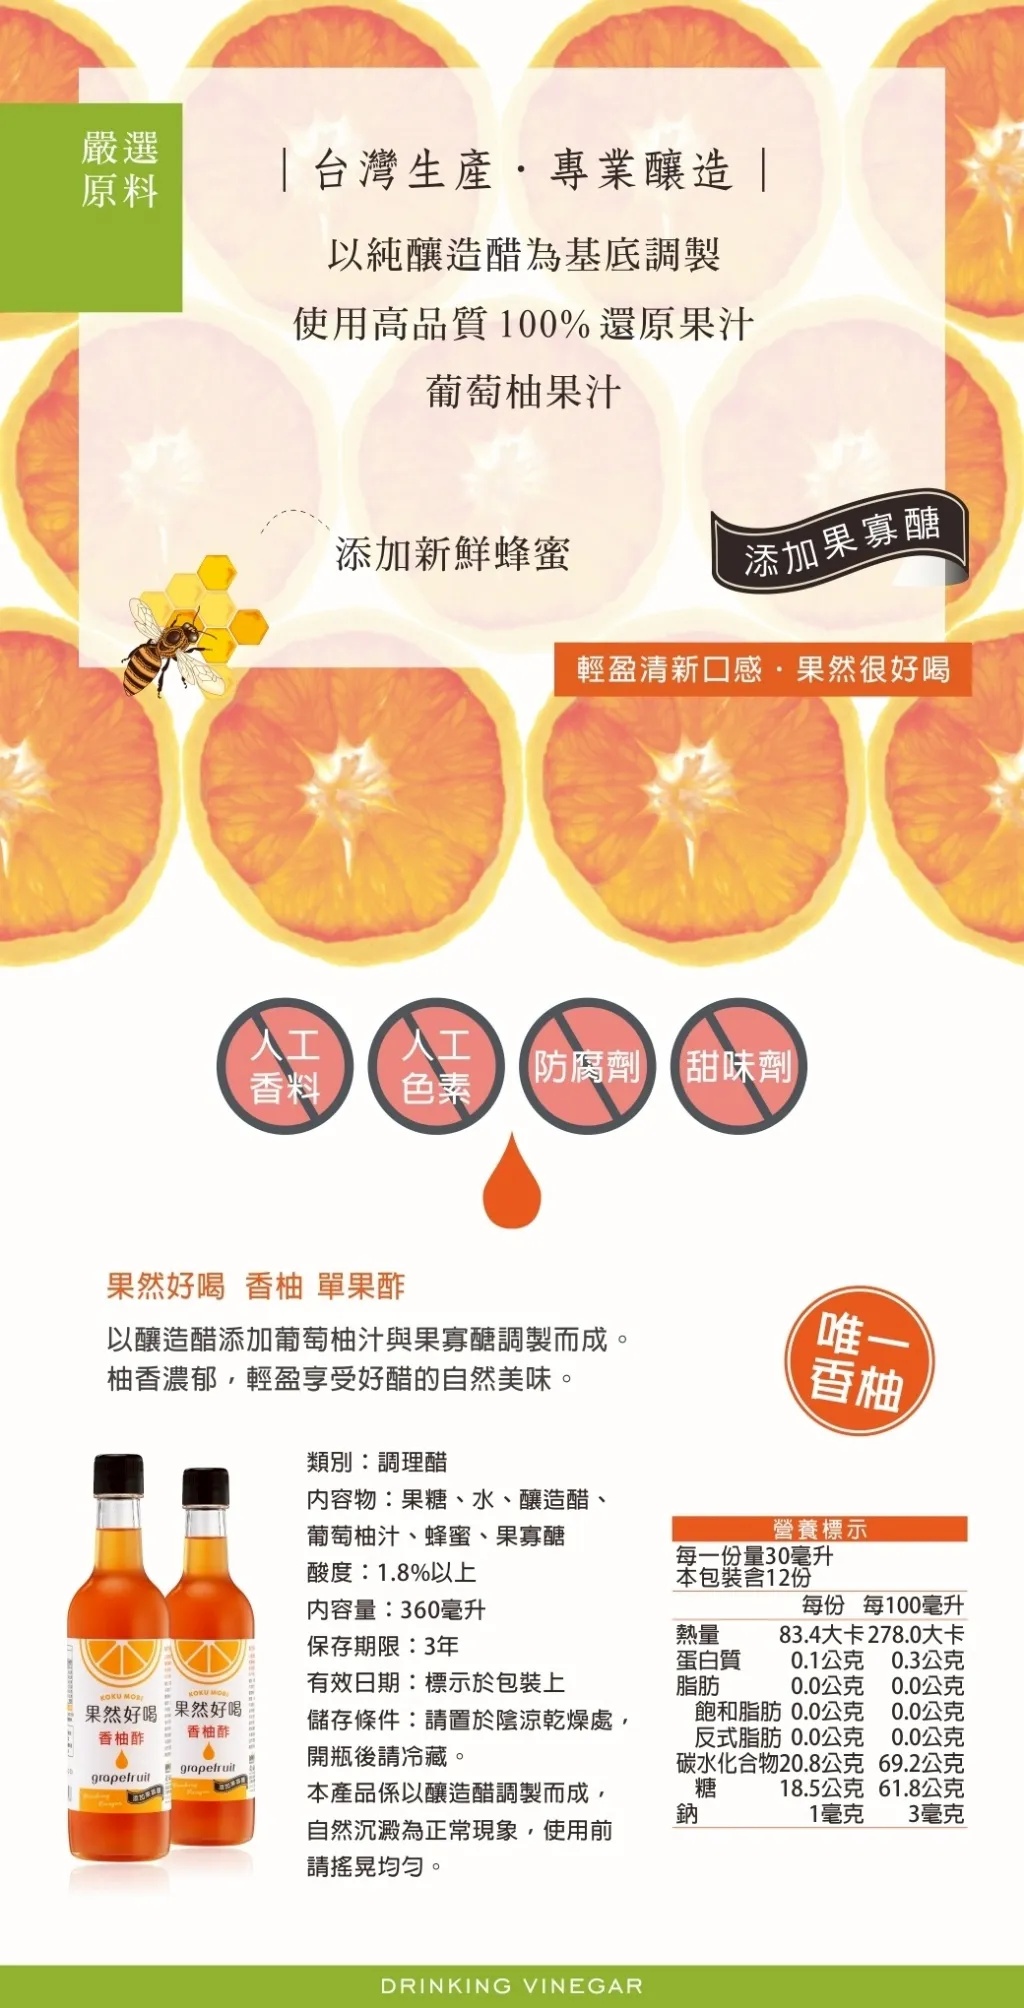 嚴選
原料
｜台灣生產・專業釀造｜
以純釀造醋為基底調製
使用高品質100%還原果汁
葡萄柚果汁
添加新鮮蜂蜜
添加果寡醣
輕盈清新口感・果然很好喝
人工
香料
人工
色素
防腐劑
甜味劑
果然好喝 香柚 單果酢
以釀造醋添加葡萄柚汁與果寡醣調製而成。
柚香濃郁，輕盈享受好醋的自然美味。
唯一
香柚
類別：調理醋
內容物：果糖、水、釀造醋、
葡萄柚汁、蜂蜜、果寡醣
酸度：1.8%以上
內容量：360毫升
保存期限：3年
有效日期：標示於包裝上
儲存條件：請置於陰涼乾燥處，
開瓶後請冷藏。
本產品係以釀造醋調製而成，
自然沉澱為正常現象，使用前
請搖晃均勻。
營養標示
每一份量30毫升
本包裝含12份
每份 每100毫升
熱量 83.4大卡 278.0大卡
蛋白質 0.1公克 0.3公克
脂肪 0.0公克 0.0公克
飽和脂肪 0.0公克 0.0公克
反式脂肪 0.0公克 0.0公克
碳水化合物 20.8公克 69.2公克
糖 18.5公克 61.8公克
鈉 1毫克 3毫克
KOKU MORI
果然好喝
香柚酢
grapefruit
KOKU MORI
果然好喝
香柚酢
grapefruit
DRINKING VINEGAR